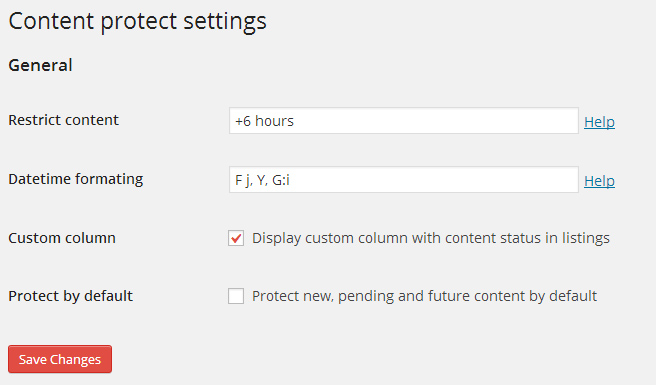 Content protect settings
General
Restrict content +6 hours Help
Datetime formating F j, Y, G:i Help
Custom column Display custom column with content status in listings
Protect by default Protect new, pending and future content by default
Save Changes